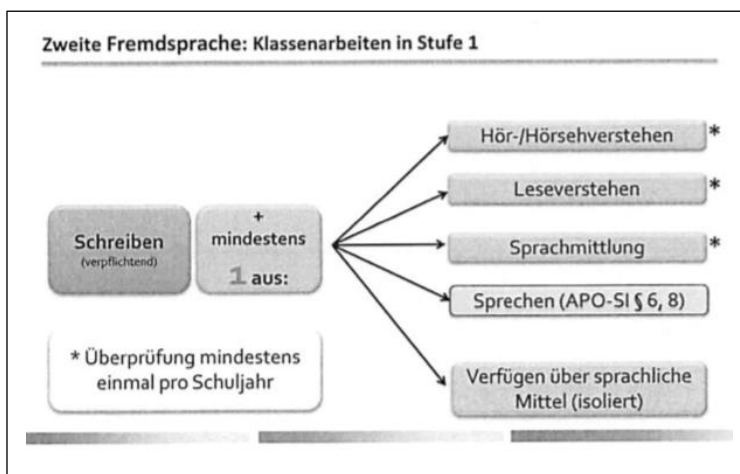 Zweite Fremdsprache: Klassenarbeiten in Stufe 1
Schreiben
(verpflichtend)
+
mindestens
1 aus:
Hör-/Hörsehverstehen *
Leseverstehen *
Sprachmittlung *
Sprechen (APO-SI § 6, 8)
Verfügen über sprachliche
Mittel (isoliert)
* Überprüfung mindestens
einmal pro Schuljahr